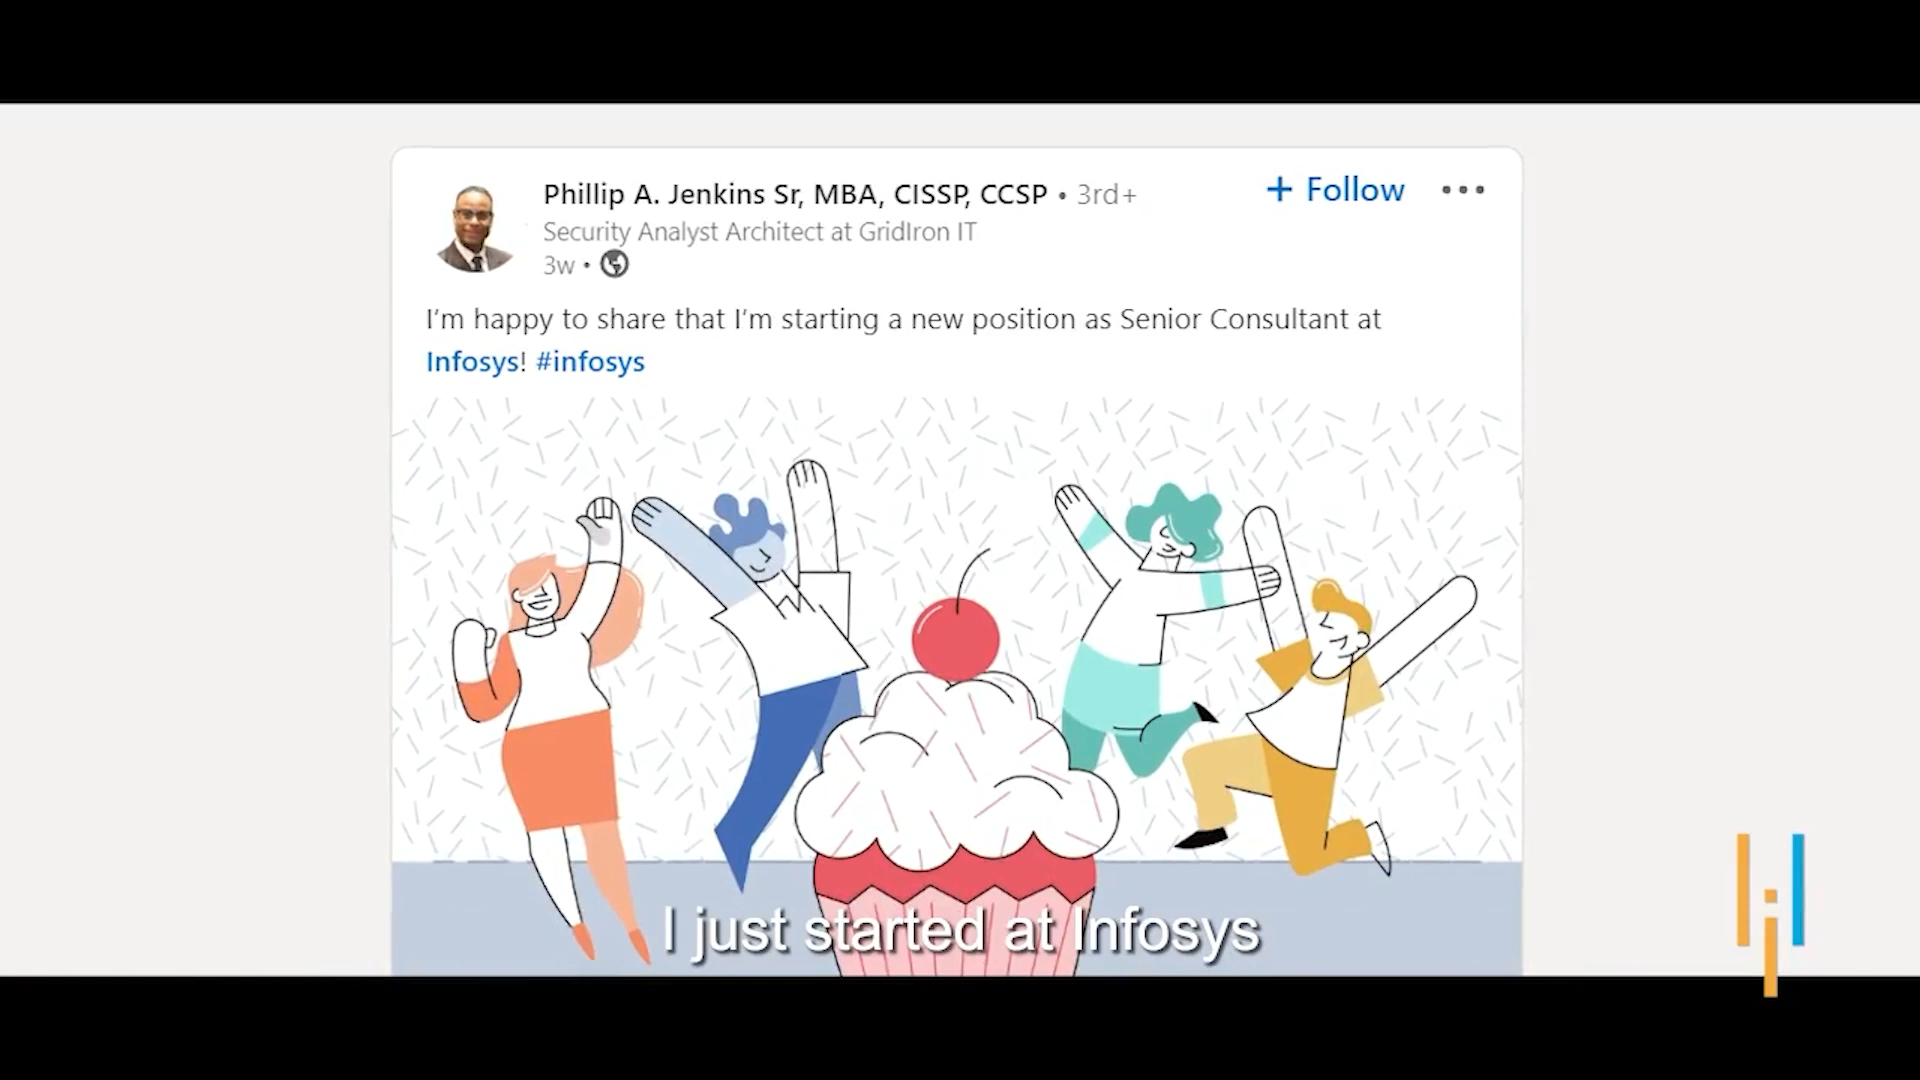 Phillip A. Jenkins Sr, MBA, CISSP, CCSP • 3rd+
+ Follow
Security Analyst Architect at GridIron IT
3w •
I'm happy to share that I'm starting a new position as Senior Consultant at
Infosys! #infosys
I just started at Infosys